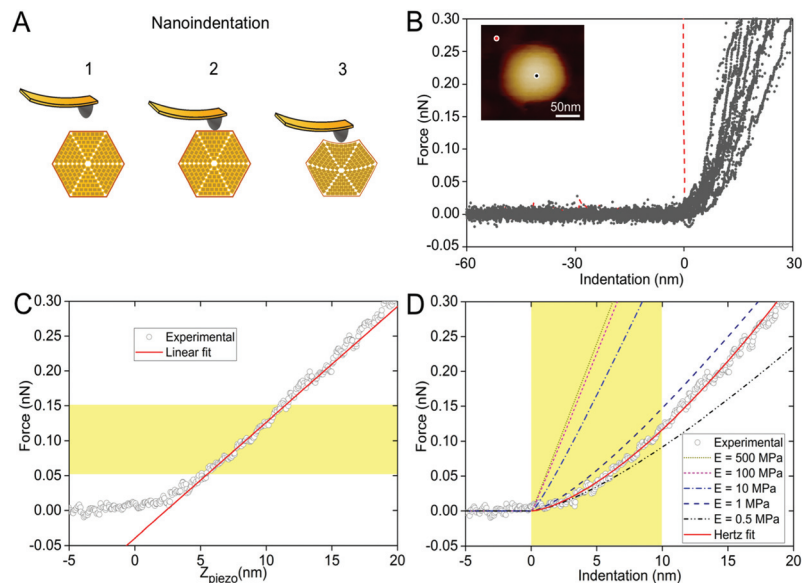 A
Nanoindentation
1 2 3
B
0.30
0.25
0.20
0.15
0.10
0.05
0.00
-0.05
Force (nN)
50nm
-60 -30 0 30
Indentation (nm)
C
0.30
0.25
0.20
0.15
0.10
0.05
0.00
-0.05
Force (nN)
Experimental
Linear fit
-5 0 5 10 15 20
Zpiezo(nm)
D
0.30
0.25
0.20
0.15
0.10
0.05
0.00
-0.05
Force (nN)
Experimental
E = 500 MPa
E = 100 MPa
E = 10 MPa
E = 1 MPa
E = 0.5 MPa
Hertz fit
-5 0 5 10 15 20
Indentation (nm)